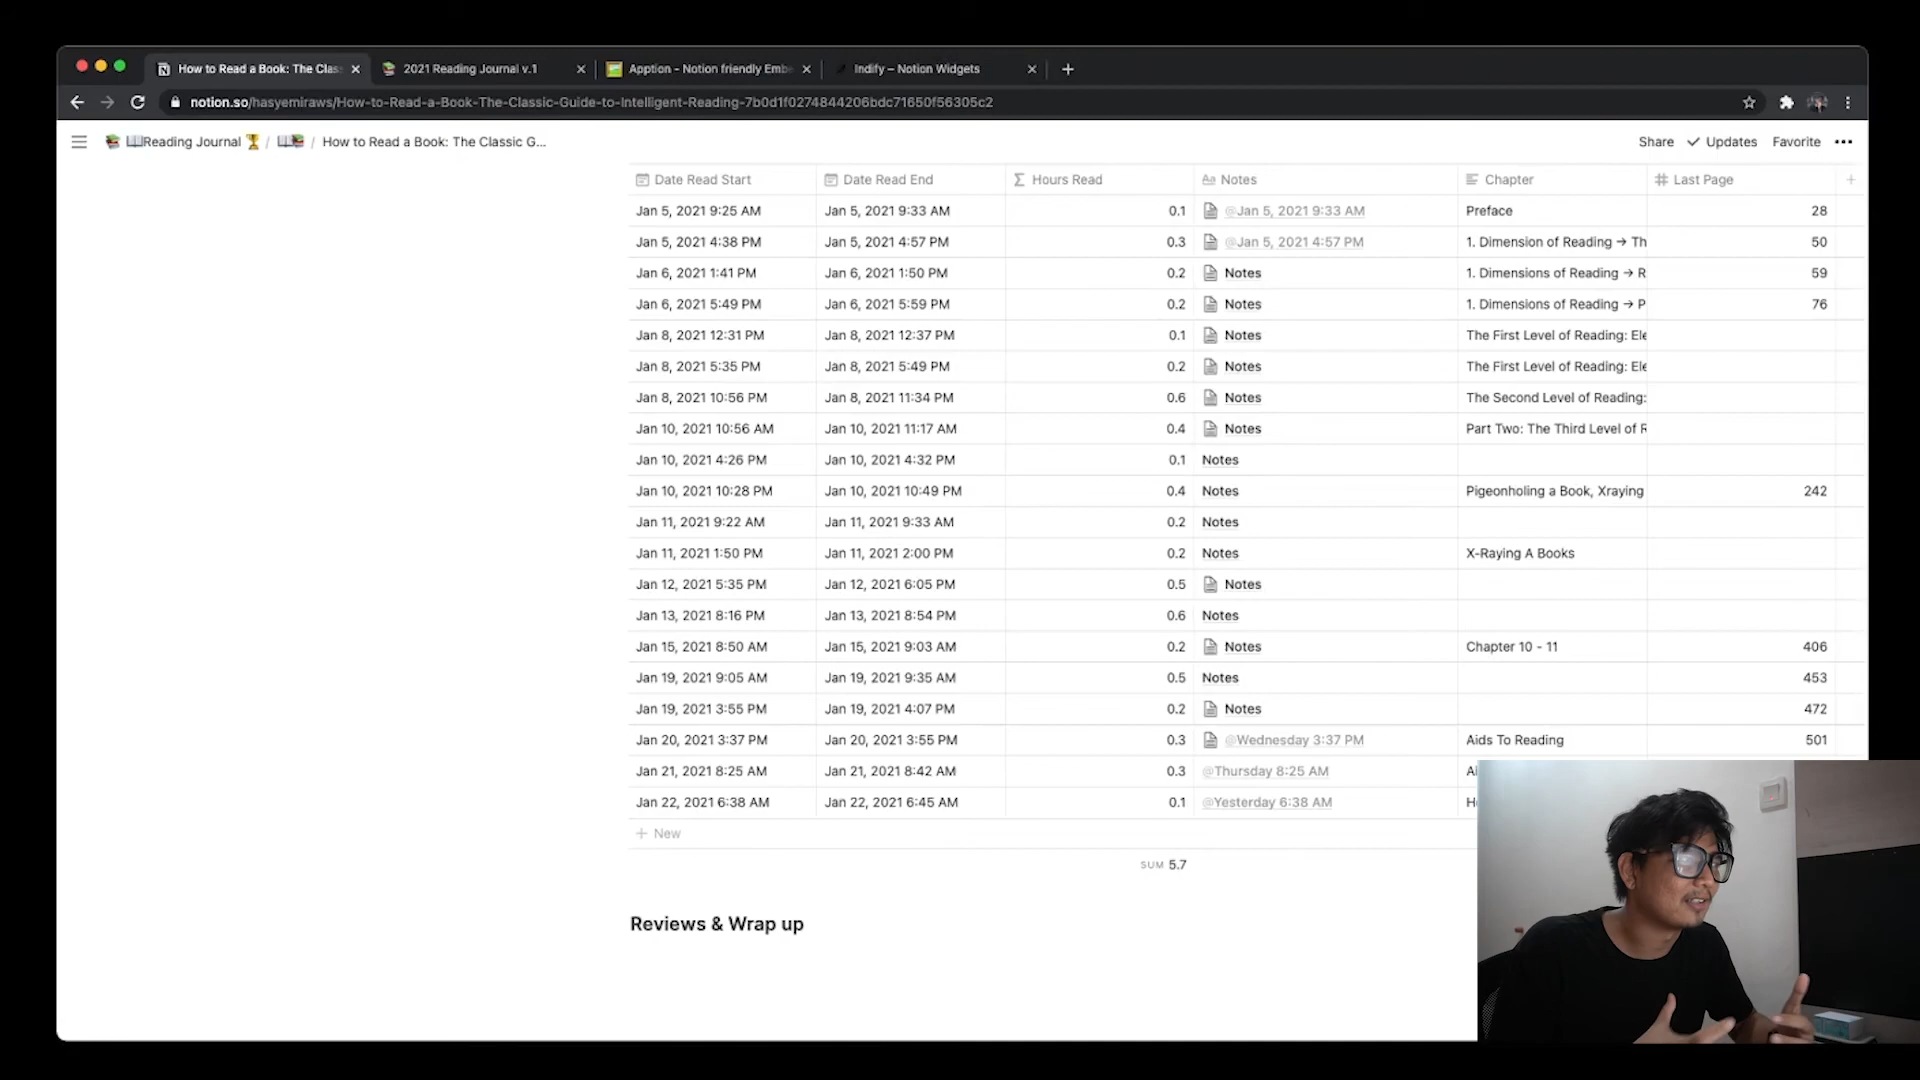 How to Read a Book: The Clas
2021 Reading Journal v.1
Apption - Notion friendly Embe
Indify – Notion Widgets
notion.so/hasyemiraws/How-to-Read-a-Book-The-Classic-Guide-to-Intelligent-Reading-7b0d1f0274844206bdc71650f56305c2
Reading Journal / / How to Read a Book: The Classic G...
Share Updates Favorite
Date Read Start Date Read End Hours Read Aa Notes Chapter # Last Page
Jan 5, 2021 9:25 AM Jan 5, 2021 9:33 AM 0.1 @Jan 5, 2021 9:33 AM Preface 28
Jan 5, 2021 4:38 PM Jan 5, 2021 4:57 PM 0.3 @Jan 5, 2021 4:57 PM 1. Dimension of Reading → Th 50
Jan 6, 2021 1:41 PM Jan 6, 2021 1:50 PM 0.2 Notes 1. Dimensions of Reading → R 59
Jan 6, 2021 5:49 PM Jan 6, 2021 5:59 PM 0.2 Notes 1. Dimensions of Reading → P 76
Jan 8, 2021 12:31 PM Jan 8, 2021 12:37 PM 0.1 Notes The First Level of Reading: Ele
Jan 8, 2021 5:35 PM Jan 8, 2021 5:49 PM 0.2 Notes The First Level of Reading: Ele
Jan 8, 2021 10:56 PM Jan 8, 2021 11:34 PM 0.6 Notes The Second Level of Reading:
Jan 10, 2021 10:56 AM Jan 10, 2021 11:17 AM 0.4 Notes Part Two: The Third Level of R
Jan 10, 2021 4:26 PM Jan 10, 2021 4:32 PM 0.1 Notes
Jan 10, 2021 10:28 PM Jan 10, 2021 10:49 PM 0.4 Notes Pigeonholing a Book, Xraying 242
Jan 11, 2021 9:22 AM Jan 11, 2021 9:33 AM 0.2 Notes
Jan 11, 2021 1:50 PM Jan 11, 2021 2:00 PM 0.2 Notes X-Raying A Books
Jan 12, 2021 5:35 PM Jan 12, 2021 6:05 PM 0.5 Notes
Jan 13, 2021 8:16 PM Jan 13, 2021 8:54 PM 0.6 Notes
Jan 15, 2021 8:50 AM Jan 15, 2021 9:03 AM 0.2 Notes Chapter 10 - 11 406
Jan 19, 2021 9:05 AM Jan 19, 2021 9:35 AM 0.5 Notes 453
Jan 19, 2021 3:55 PM Jan 19, 2021 4:07 PM 0.2 Notes 472
Jan 20, 2021 3:37 PM Jan 20, 2021 3:55 PM 0.3 @Wednesday 3:37 PM Aids To Reading 501
Jan 21, 2021 8:25 AM Jan 21, 2021 8:42 AM 0.3 @Thursday 8:25 AM
Jan 22, 2021 6:38 AM Jan 22, 2021 6:45 AM 0.1 @Yesterday 6:38 AM
+ New
SUM 5.7
Reviews & Wrap up